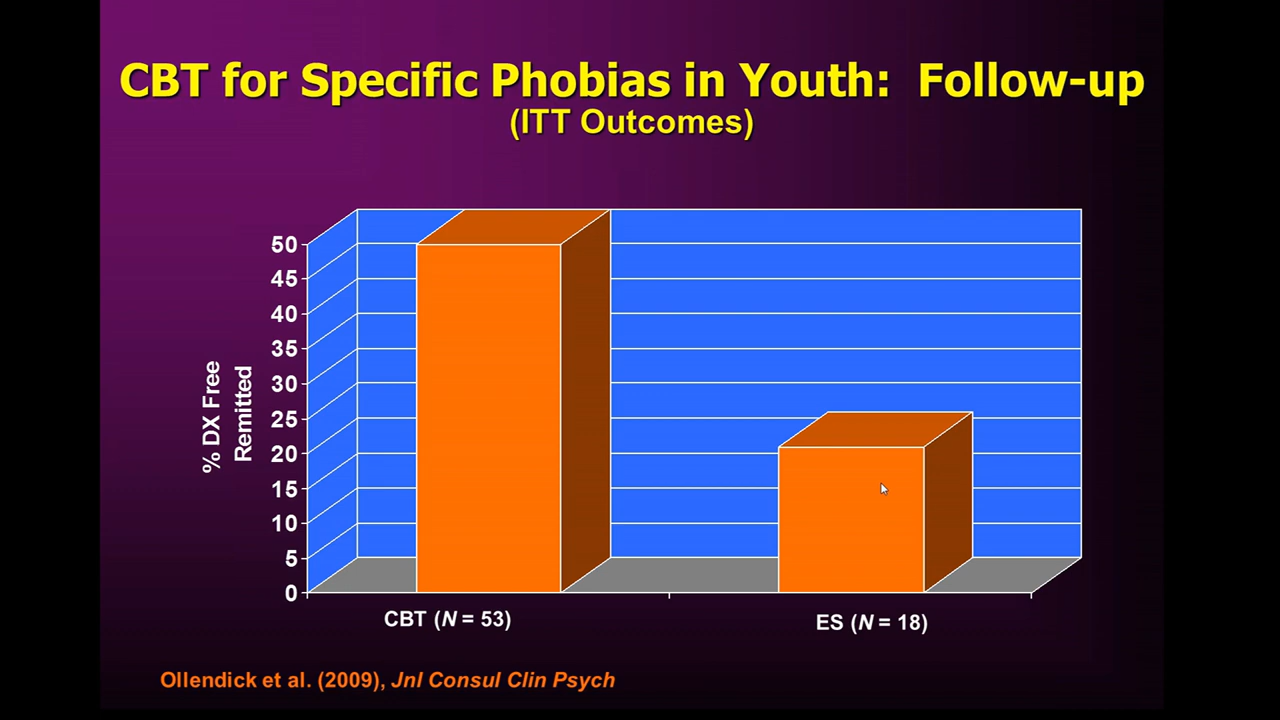 CBT for Specific Phobias in Youth:  Follow-up
(ITT Outcomes)
% DX Free
Remitted
50
45
40
35
30
25
20
15
10
5
0
CBT (N = 53)
ES (N = 18)
Ollendick et al. (2009), Jnl Consul Clin Psych